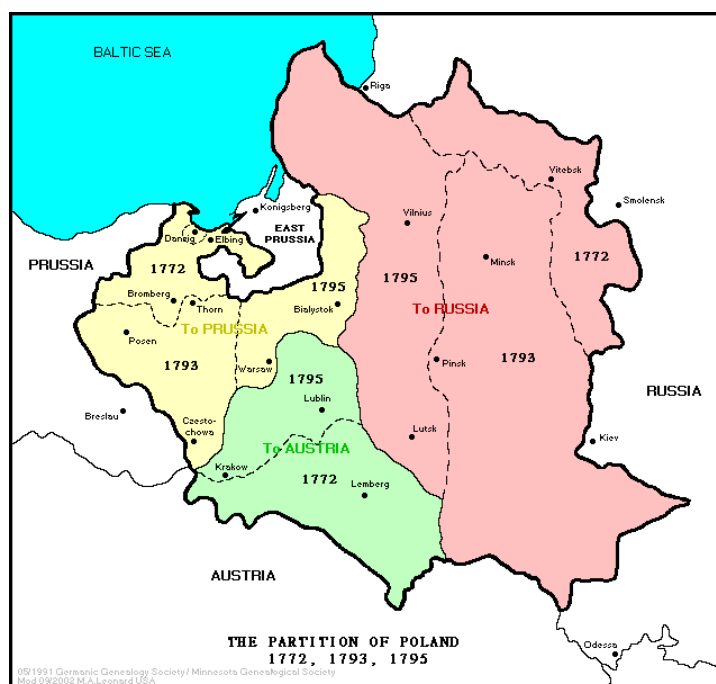 BALTIC SEA
Riga
Vitebsk
Smolensk
Konigsberg
Vilnius
EAST
PRUSSIA
Danzig
Elbing
PRUSSIA
1772
Minsk
1772
1795
1795
Bromberg
Thorn
Bialystok
To PRUSSIA
To RUSSIA
Posen
1793
Warsaw
Pinsk
1793
1795
RUSSIA
Breslau
Lublin
Czesto-
chowa
Lutsk
Kiev
To AUSTRIA
Krakow
1772
Lemberg
AUSTRIA
THE PARTITION OF POLAND
1772, 1793, 1795
Odessa
05/1991 Germanic Genealogy Society / Minnesota Genealogical Society
Mod 09/2002 M.A.Leonard USA